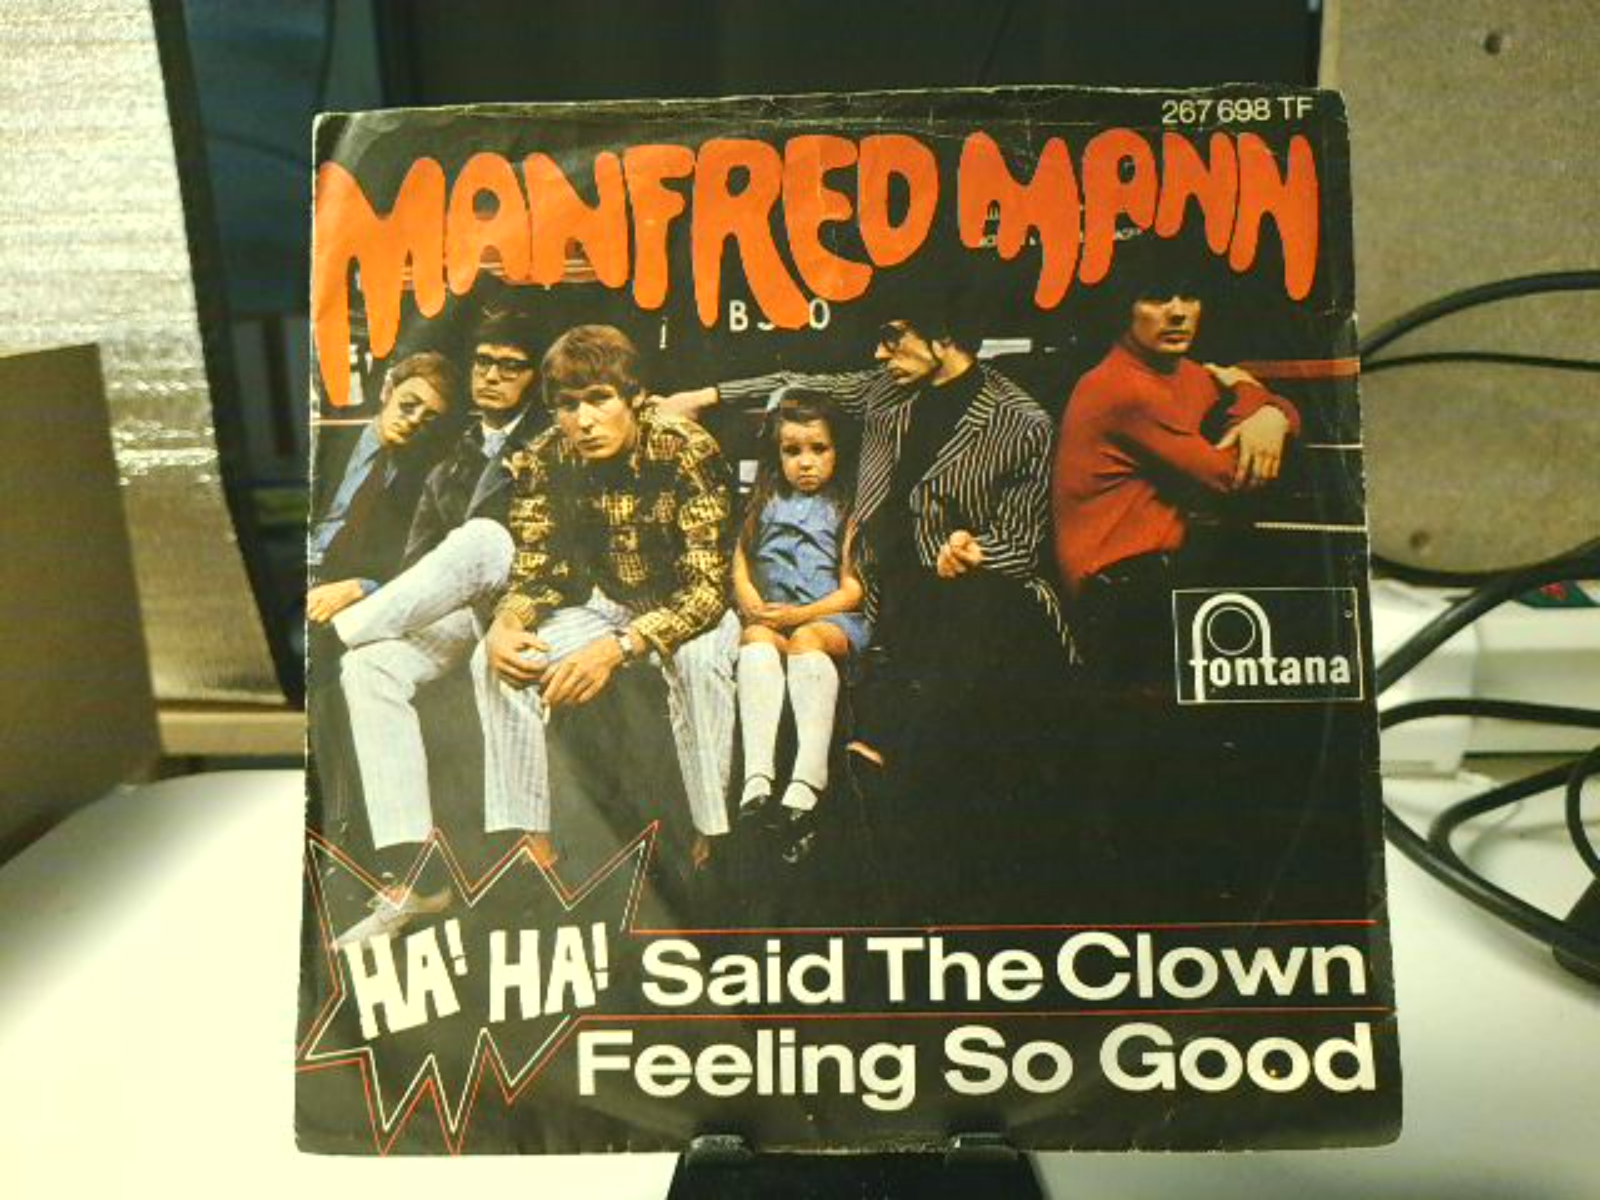 267 698 TF
MANFRED MANN
fontana
HA! HA! Said The Clown
Feeling So Good